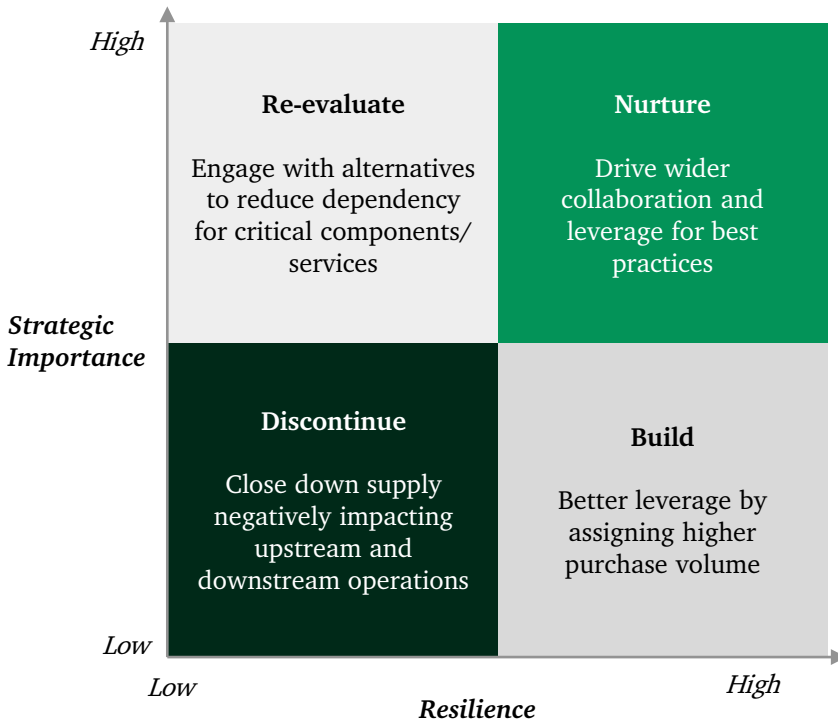 High
Re-evaluate
Engage with alternatives
to reduce dependency
for critical components/
services
Nurture
Drive wider
collaboration and
leverage for best
practices
Strategic
Importance
Discontinue
Close down supply
negatively impacting
upstream and
downstream operations
Build
Better leverage by
assigning higher
purchase volume
Low
Low
High
Resilience